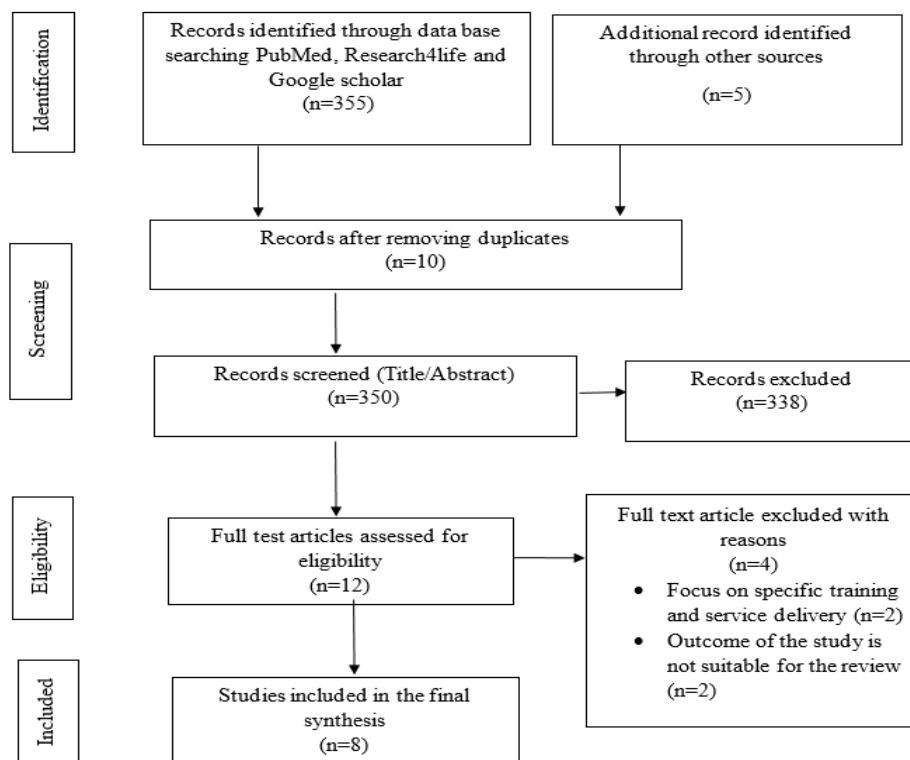 Identification
Records identified through data base
searching PubMed, Research4life and
Google scholar
(n=355)
Additional record identified
through other sources
(n=5)
Screening
Records after removing duplicates
(n=10)
Records screened (Title/Abstract)
(n=350)
Records excluded
(n=338)
Eligibility
Full test articles assessed for
eligibility
(n=12)
Full text article excluded with
reasons
(n=4)
• Focus on specific training
and service delivery (n=2)
• Outcome of the study is
not suitable for the review
(n=2)
Included
Studies included in the final
synthesis
(n=8)